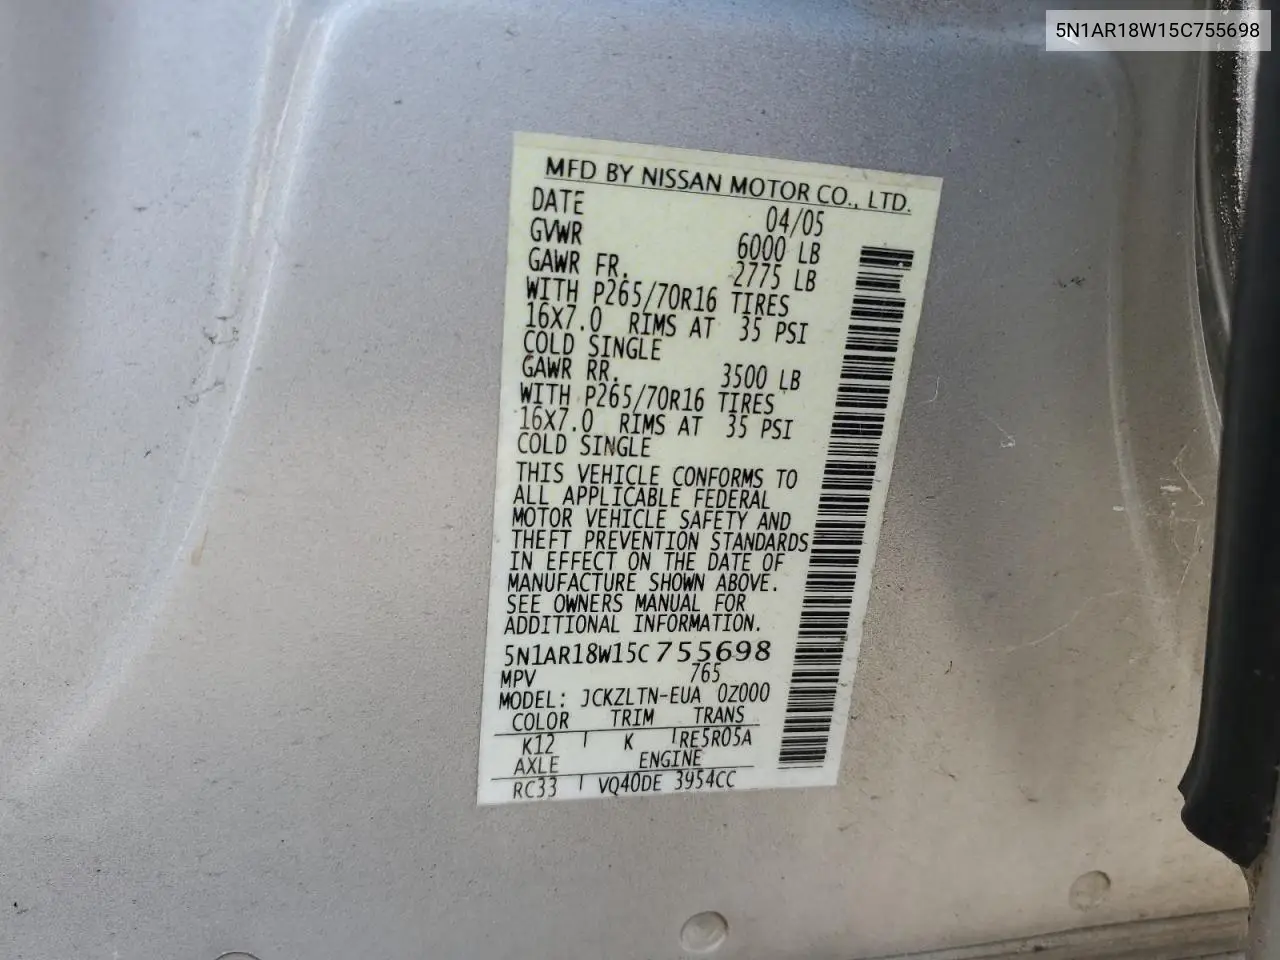 5N1AR18W15C755698
MFD BY NISSAN MOTOR CO., LTD.
DATE 04/05
GVWR 6000 LB
GAWR FR. 2775 LB
WITH P265/70R16 TIRES
16X7.0 RIMS AT 35 PSI
COLD SINGLE
GAWR RR. 3500 LB
WITH P265/70R16 TIRES
16X7.0 RIMS AT 35 PSI
COLD SINGLE
THIS VEHICLE CONFORMS TO
ALL APPLICABLE FEDERAL
MOTOR VEHICLE SAFETY AND
THEFT PREVENTION STANDARDS
IN EFFECT ON THE DATE OF
MANUFACTURE SHOWN ABOVE.
SEE OWNERS MANUAL FOR
ADDITIONAL INFORMATION.
5N1AR18W15C755698
MPV 765
MODEL: JCKZLTN-EUA 0Z000
COLOR TRIM TRANS
K12 K RE5R05A
AXLE ENGINE
RC33 VQ40DE 3954CC